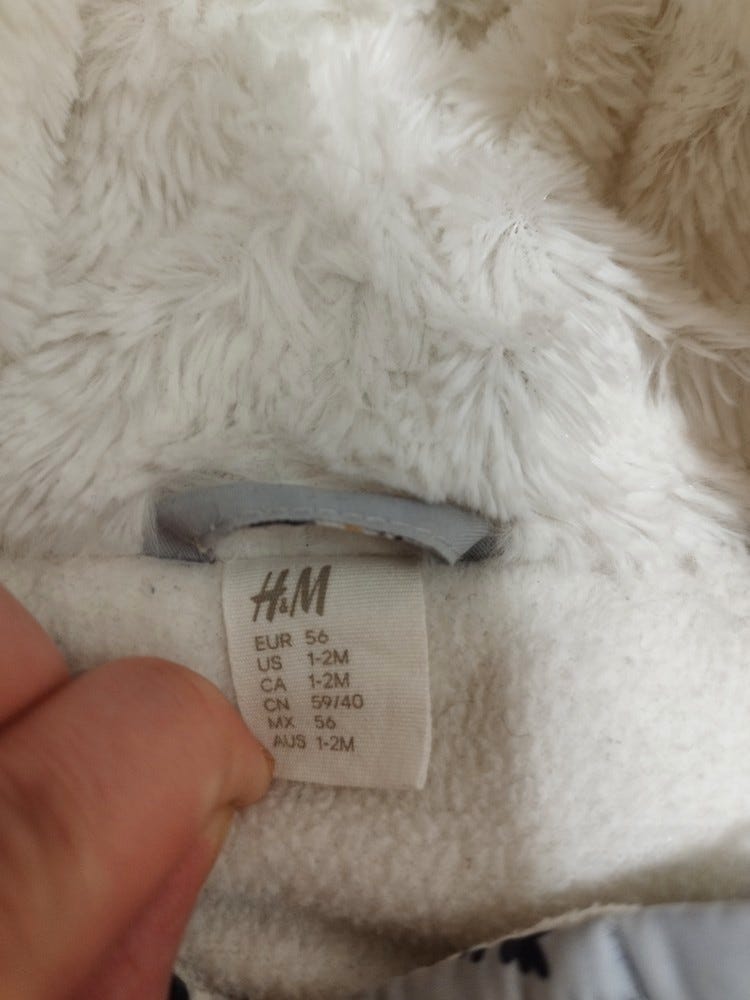 H&M
EUR 56
US 1-2M
CA 1-2M
CN 59/40
MX 56
AUS 1-2M